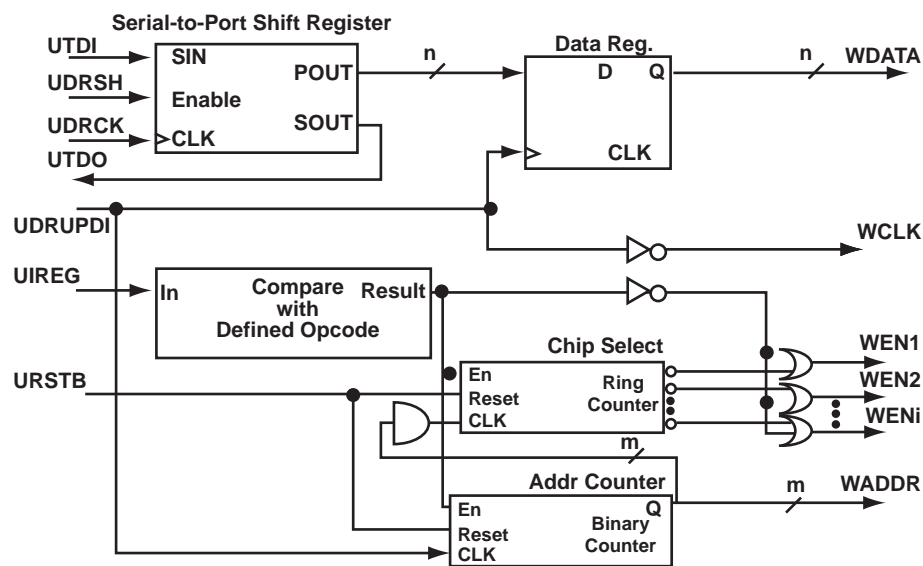 Serial-to-Port Shift Register
UTDI
SIN
Data Reg.
n
n
WDATA
POUT
D
Q
UDRSH
Enable
UDRCK
SOUT
CLK
CLK
UTDO
UDRUPDI
WCLK
UIREG
In
Compare
with
Defined Opcode
Result
Chip Select
WEN1
URSTB
En
Ring
Counter
WEN2
Reset
CLK
WENi
m
Addr Counter
m
WADDR
En
Q
Reset
Binary
Counter
CLK